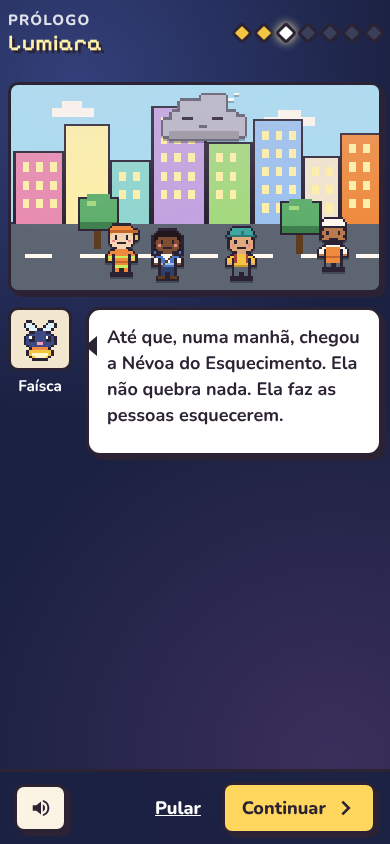 PRÓLOGO
Lumiara
Faísca
Até que, numa manhã, chegou
a Névoa do Esquecimento. Ela
não quebra nada. Ela faz as
pessoas esquecerem.
Pular
Continuar